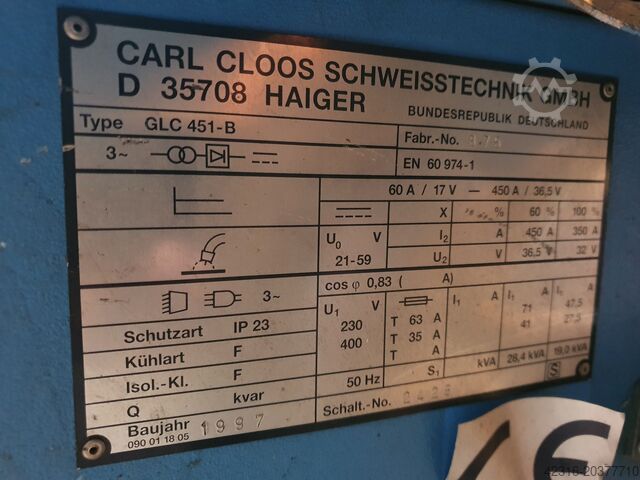 CARL CLOOS SCHWEISSTECHNIK GMBH
D 35708 HAIGER
BUNDESREPUBLIK DEUTSCHLAND
Type GLC 451-B
Fabr.-No.
3~
EN 60 974-1
60 A / 17 V — 450 A / 36,5 V
X % 60 % 100 %
U0 V I2 A 450 A 350 A
21-59 U2 V 36,5 V 32 V
cos φ 0,83 ( A)
3~ U1 V I1 A I1 A I1 A
230 T 63 A 71 47,5
400 T 35 A 41 27,5
T A
Schutzart IP 23
Kühlart F
Isol.-Kl. F
50 Hz S1 kVA 28,4 kVA 19,0 kVA
Q kvar
Schalt.-No. 2428
S
Baujahr 1997
090 01 18 05
CE
42316-20377710